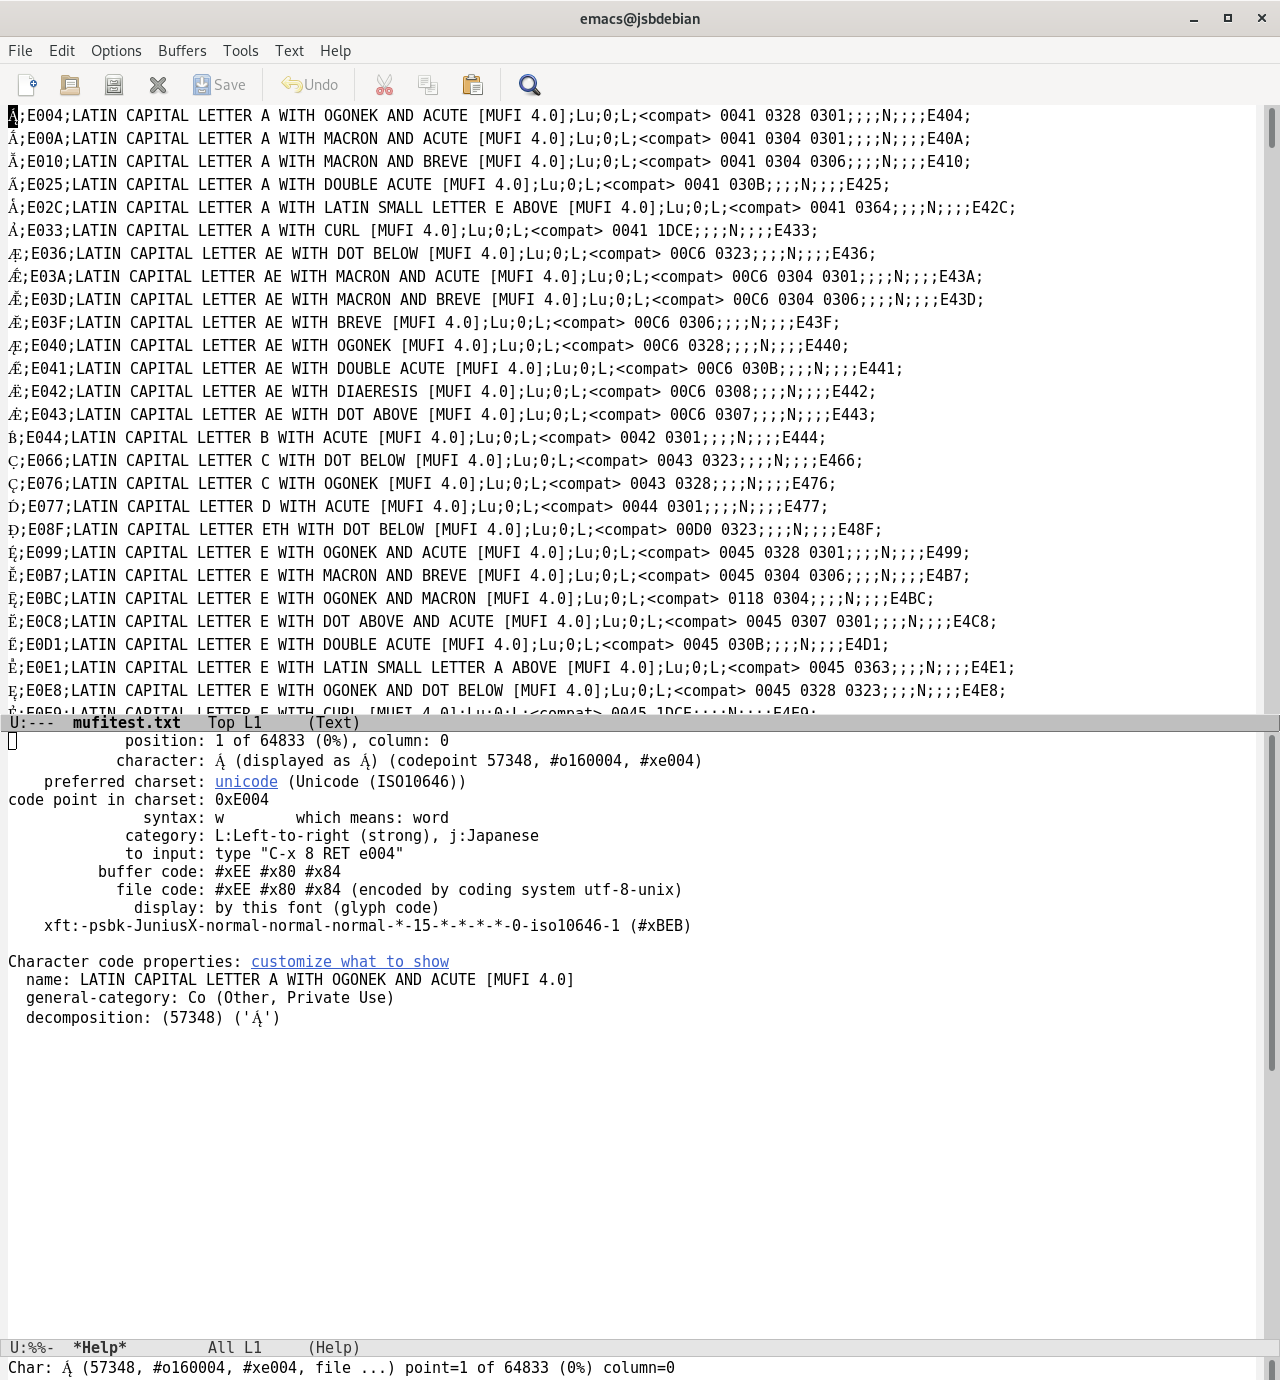 emacs@jsbdebian
File Edit Options Buffers Tools Text Help
Save Undo
;E004;LATIN CAPITAL LETTER A WITH OGONEK AND ACUTE [MUFI 4.0];Lu;0;L;<compat> 0041 0328 0301;;;;N;;;;E404;
Ā́;E00A;LATIN CAPITAL LETTER A WITH MACRON AND ACUTE [MUFI 4.0];Lu;0;L;<compat> 0041 0304 0301;;;;N;;;;E40A;
Ā̆;E010;LATIN CAPITAL LETTER A WITH MACRON AND BREVE [MUFI 4.0];Lu;0;L;<compat> 0041 0304 0306;;;;N;;;;E410;
A̋;E025;LATIN CAPITAL LETTER A WITH DOUBLE ACUTE [MUFI 4.0];Lu;0;L;<compat> 0041 030B;;;;N;;;;E425;
Aͤ;E02C;LATIN CAPITAL LETTER A WITH LATIN SMALL LETTER E ABOVE [MUFI 4.0];Lu;0;L;<compat> 0041 0364;;;;N;;;;E42C;
A᷎;E033;LATIN CAPITAL LETTER A WITH CURL [MUFI 4.0];Lu;0;L;<compat> 0041 1DCE;;;;N;;;;E433;
Æ̣;E036;LATIN CAPITAL LETTER AE WITH DOT BELOW [MUFI 4.0];Lu;0;L;<compat> 00C6 0323;;;;N;;;;E436;
Ǣ́;E03A;LATIN CAPITAL LETTER AE WITH MACRON AND ACUTE [MUFI 4.0];Lu;0;L;<compat> 00C6 0304 0301;;;;N;;;;E43A;
Ǣ̆;E03D;LATIN CAPITAL LETTER AE WITH MACRON AND BREVE [MUFI 4.0];Lu;0;L;<compat> 00C6 0304 0306;;;;N;;;;E43D;
Æ̆;E03F;LATIN CAPITAL LETTER AE WITH BREVE [MUFI 4.0];Lu;0;L;<compat> 00C6 0306;;;;N;;;;E43F;
Æ̨;E040;LATIN CAPITAL LETTER AE WITH OGONEK [MUFI 4.0];Lu;0;L;<compat> 00C6 0328;;;;N;;;;E440;
Æ̋;E041;LATIN CAPITAL LETTER AE WITH DOUBLE ACUTE [MUFI 4.0];Lu;0;L;<compat> 00C6 030B;;;;N;;;;E441;
Æ̈;E042;LATIN CAPITAL LETTER AE WITH DIAERESIS [MUFI 4.0];Lu;0;L;<compat> 00C6 0308;;;;N;;;;E442;
Æ̇;E043;LATIN CAPITAL LETTER AE WITH DOT ABOVE [MUFI 4.0];Lu;0;L;<compat> 00C6 0307;;;;N;;;;E443;
B́;E044;LATIN CAPITAL LETTER B WITH ACUTE [MUFI 4.0];Lu;0;L;<compat> 0042 0301;;;;N;;;;E444;
C̣;E066;LATIN CAPITAL LETTER C WITH DOT BELOW [MUFI 4.0];Lu;0;L;<compat> 0043 0323;;;;N;;;;E466;
C̨;E076;LATIN CAPITAL LETTER C WITH OGONEK [MUFI 4.0];Lu;0;L;<compat> 0043 0328;;;;N;;;;E476;
D́;E077;LATIN CAPITAL LETTER D WITH ACUTE [MUFI 4.0];Lu;0;L;<compat> 0044 0301;;;;N;;;;E477;
Ð̣;E08F;LATIN CAPITAL LETTER ETH WITH DOT BELOW [MUFI 4.0];Lu;0;L;<compat> 00D0 0323;;;;N;;;;E48F;
Ę́;E099;LATIN CAPITAL LETTER E WITH OGONEK AND ACUTE [MUFI 4.0];Lu;0;L;<compat> 0045 0328 0301;;;;N;;;;E499;
Ē̆;E0B7;LATIN CAPITAL LETTER E WITH MACRON AND BREVE [MUFI 4.0];Lu;0;L;<compat> 0045 0304 0306;;;;N;;;;E4B7;
Ę̄;E0BC;LATIN CAPITAL LETTER E WITH OGONEK AND MACRON [MUFI 4.0];Lu;0;L;<compat> 0118 0304;;;;N;;;;E4BC;
Ė́;E0C8;LATIN CAPITAL LETTER E WITH DOT ABOVE AND ACUTE [MUFI 4.0];Lu;0;L;<compat> 0045 0307 0301;;;;N;;;;E4C8;
E̋;E0D1;LATIN CAPITAL LETTER E WITH DOUBLE ACUTE [MUFI 4.0];Lu;0;L;<compat> 0045 030B;;;;N;;;;E4D1;
Eͣ;E0E1;LATIN CAPITAL LETTER E WITH LATIN SMALL LETTER A ABOVE [MUFI 4.0];Lu;0;L;<compat> 0045 0363;;;;N;;;;E4E1;
Ę̣;E0E8;LATIN CAPITAL LETTER E WITH OGONEK AND DOT BELOW [MUFI 4.0];Lu;0;L;<compat> 0045 0328 0323;;;;N;;;;E4E8;
E᷎;E0E9;LATIN CAPITAL LETTER E WITH CURL [MUFI 4.0];Lu;0;L;<compat> 0045 1DCE;;;;N;;;;E4E9;
U:--- mufitest.txt Top L1 (Text)
position: 1 of 64833 (0%), column: 0
character: Ą́ (displayed as Ą́) (codepoint 57348, #o160004, #xe004)
preferred charset: unicode (Unicode (ISO10646))
code point in charset: 0xE004
syntax: w which means: word
category: L:Left-to-right (strong), j:Japanese
to input: type "C-x 8 RET e004"
buffer code: #xEE #x80 #x84
file code: #xEE #x80 #x84 (encoded by coding system utf-8-unix)
display: by this font (glyph code)
xft:-psbk-JuniusX-normal-normal-normal-*-15-*-*-*-*-0-iso10646-1 (#xBEB)
Character code properties: customize what to show
name: LATIN CAPITAL LETTER A WITH OGONEK AND ACUTE [MUFI 4.0]
general-category: Co (Other, Private Use)
decomposition: (57348) ('Ą́')
U:%%- *Help* All L1 (Help)
Char: Ą́ (57348, #o160004, #xe004, file ...) point=1 of 64833 (0%) column=0